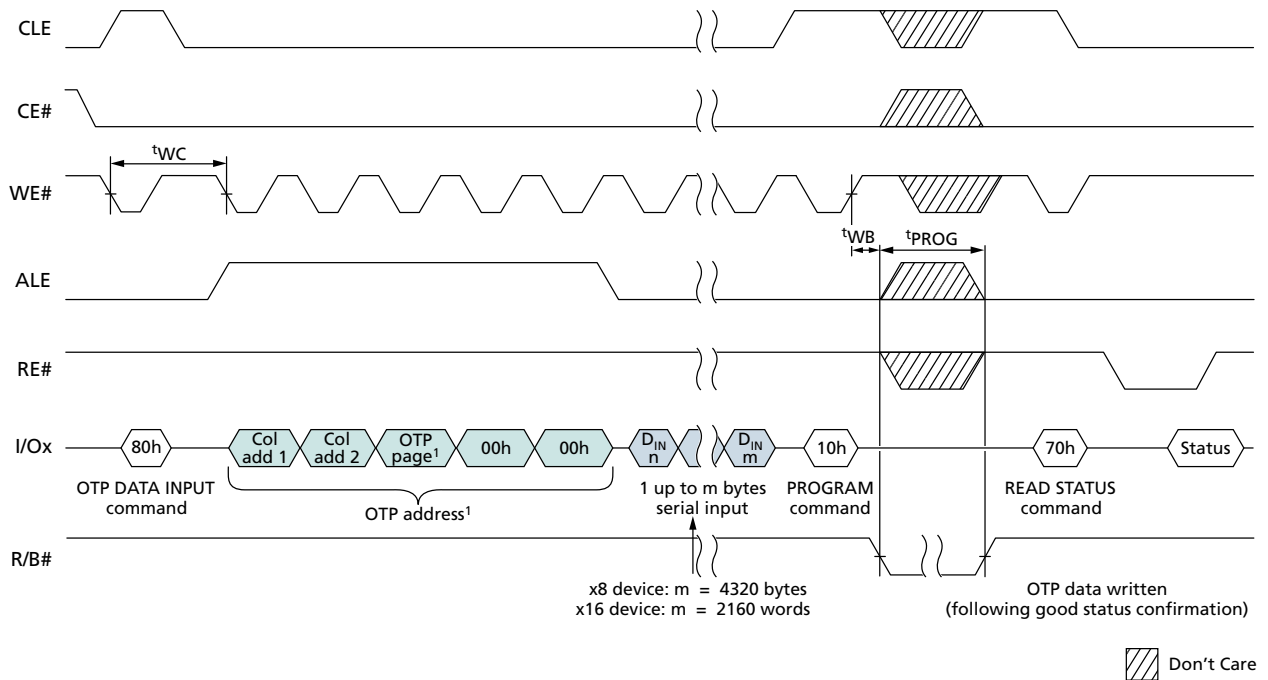 CLE
CE#
tWC
WE#
tWB
tPROG
ALE
RE#
I/Ox
80h
Col
add 1
Col
add 2
OTP
page1
00h
00h
DIN
n
DIN
m
10h
70h
Status
OTP DATA INPUT
command
OTP address1
1 up to m bytes
serial input
PROGRAM
command
READ STATUS
command
R/B#
x8 device: m = 4320 bytes
x16 device: m = 2160 words
OTP data written
(following good status confirmation)
Don't Care